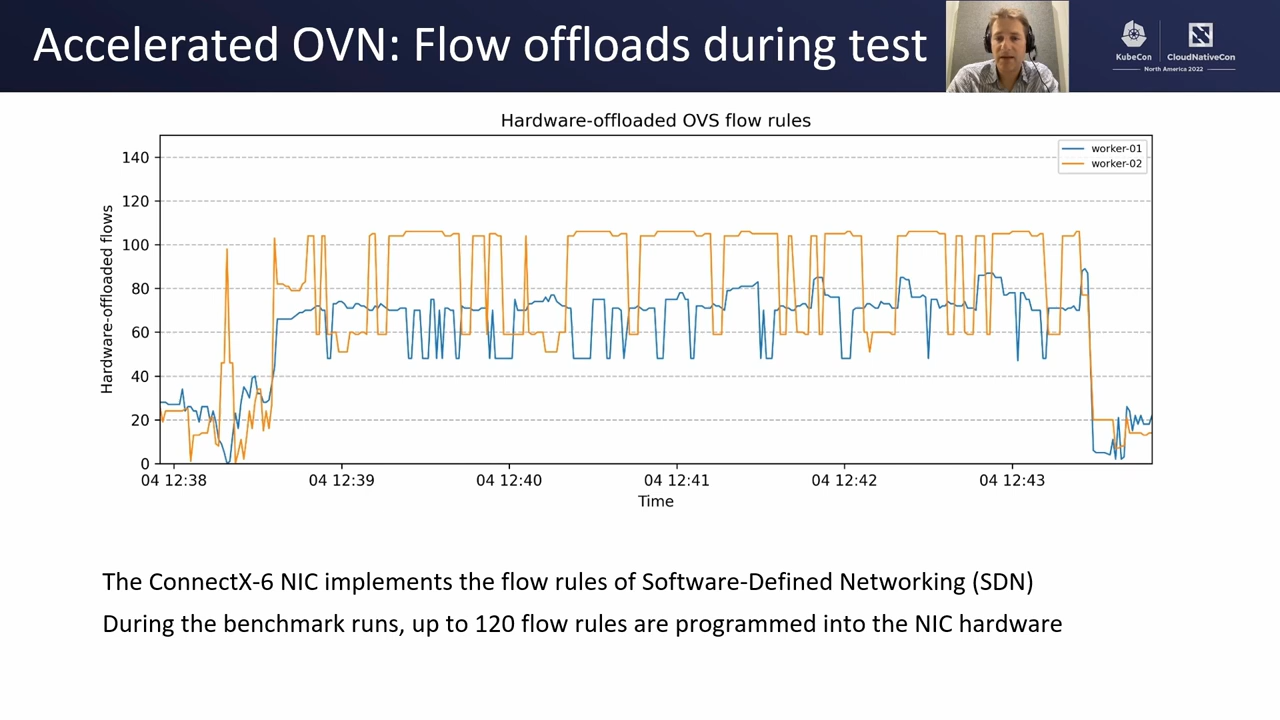 Accelerated OVN: Flow offloads during test
KubeCon
CloudNativeCon
North America 2022
Hardware-offloaded OVS flow rules
worker-01
worker-02
Hardware-offloaded flows
140
120
100
80
60
40
20
0
04 12:38
04 12:39
04 12:40
04 12:41
04 12:42
04 12:43
Time
The ConnectX-6 NIC implements the flow rules of Software-Defined Networking (SDN)
During the benchmark runs, up to 120 flow rules are programmed into the NIC hardware